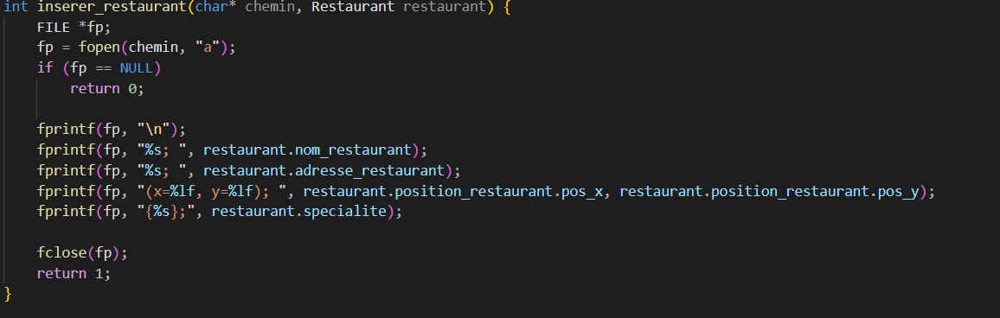 int inserer_restaurant(char* chemin, Restaurant restaurant) {
    FILE *fp;
    fp = fopen(chemin, "a");
    if (fp == NULL)
        return 0;

    fprintf(fp, "\n");
    fprintf(fp, "%s; ", restaurant.nom_restaurant);
    fprintf(fp, "%s; ", restaurant.adresse_restaurant);
    fprintf(fp, "(x=%lf, y=%lf); ", restaurant.position_restaurant.pos_x, restaurant.position_restaurant.pos_y);
    fprintf(fp, "{%s};", restaurant.specialite);

    fclose(fp);
    return 1;
}